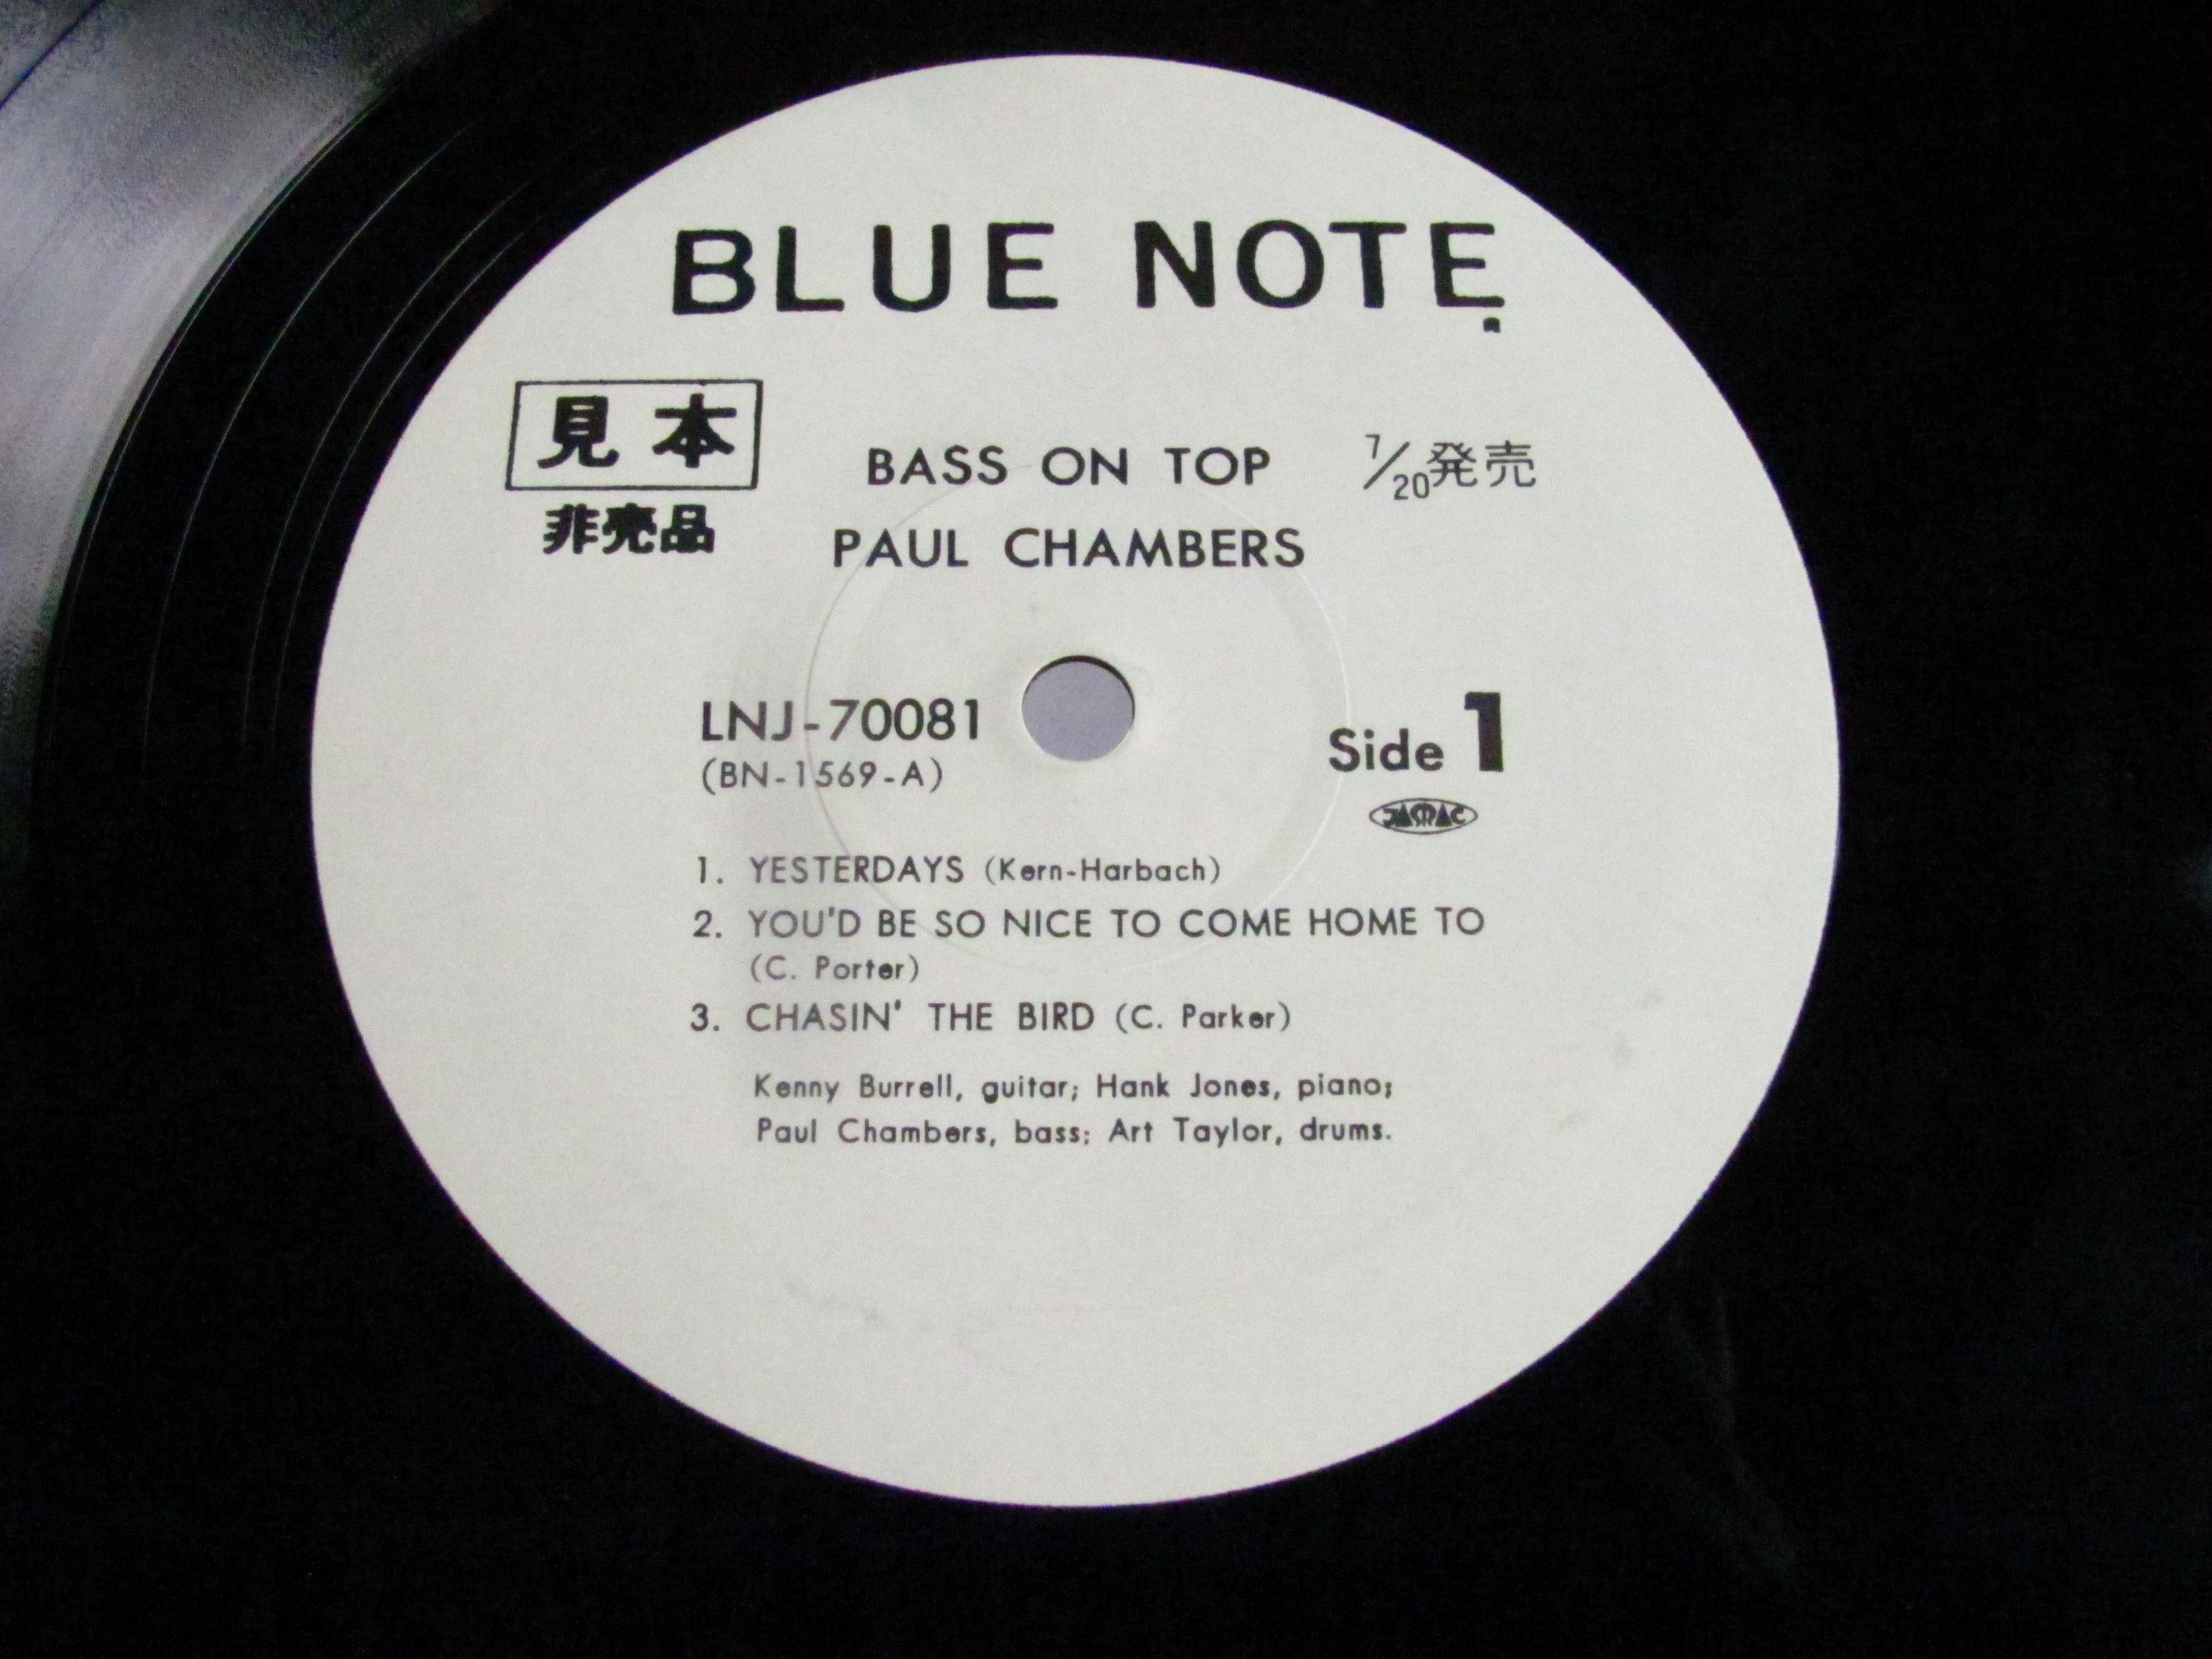 BLUE NOTE
見本
非売品
BASS ON TOP
7/20発売
PAUL CHAMBERS
LNJ-70081
(BN-1569-A)
Side 1
JASRAC
1. YESTERDAYS (Kern-Harbach)
2. YOU'D BE SO NICE TO COME HOME TO
(C. Porter)
3. CHASIN' THE BIRD (C. Parker)
Kenny Burrell, guitar; Hank Jones, piano;
Paul Chambers, bass; Art Taylor, drums.